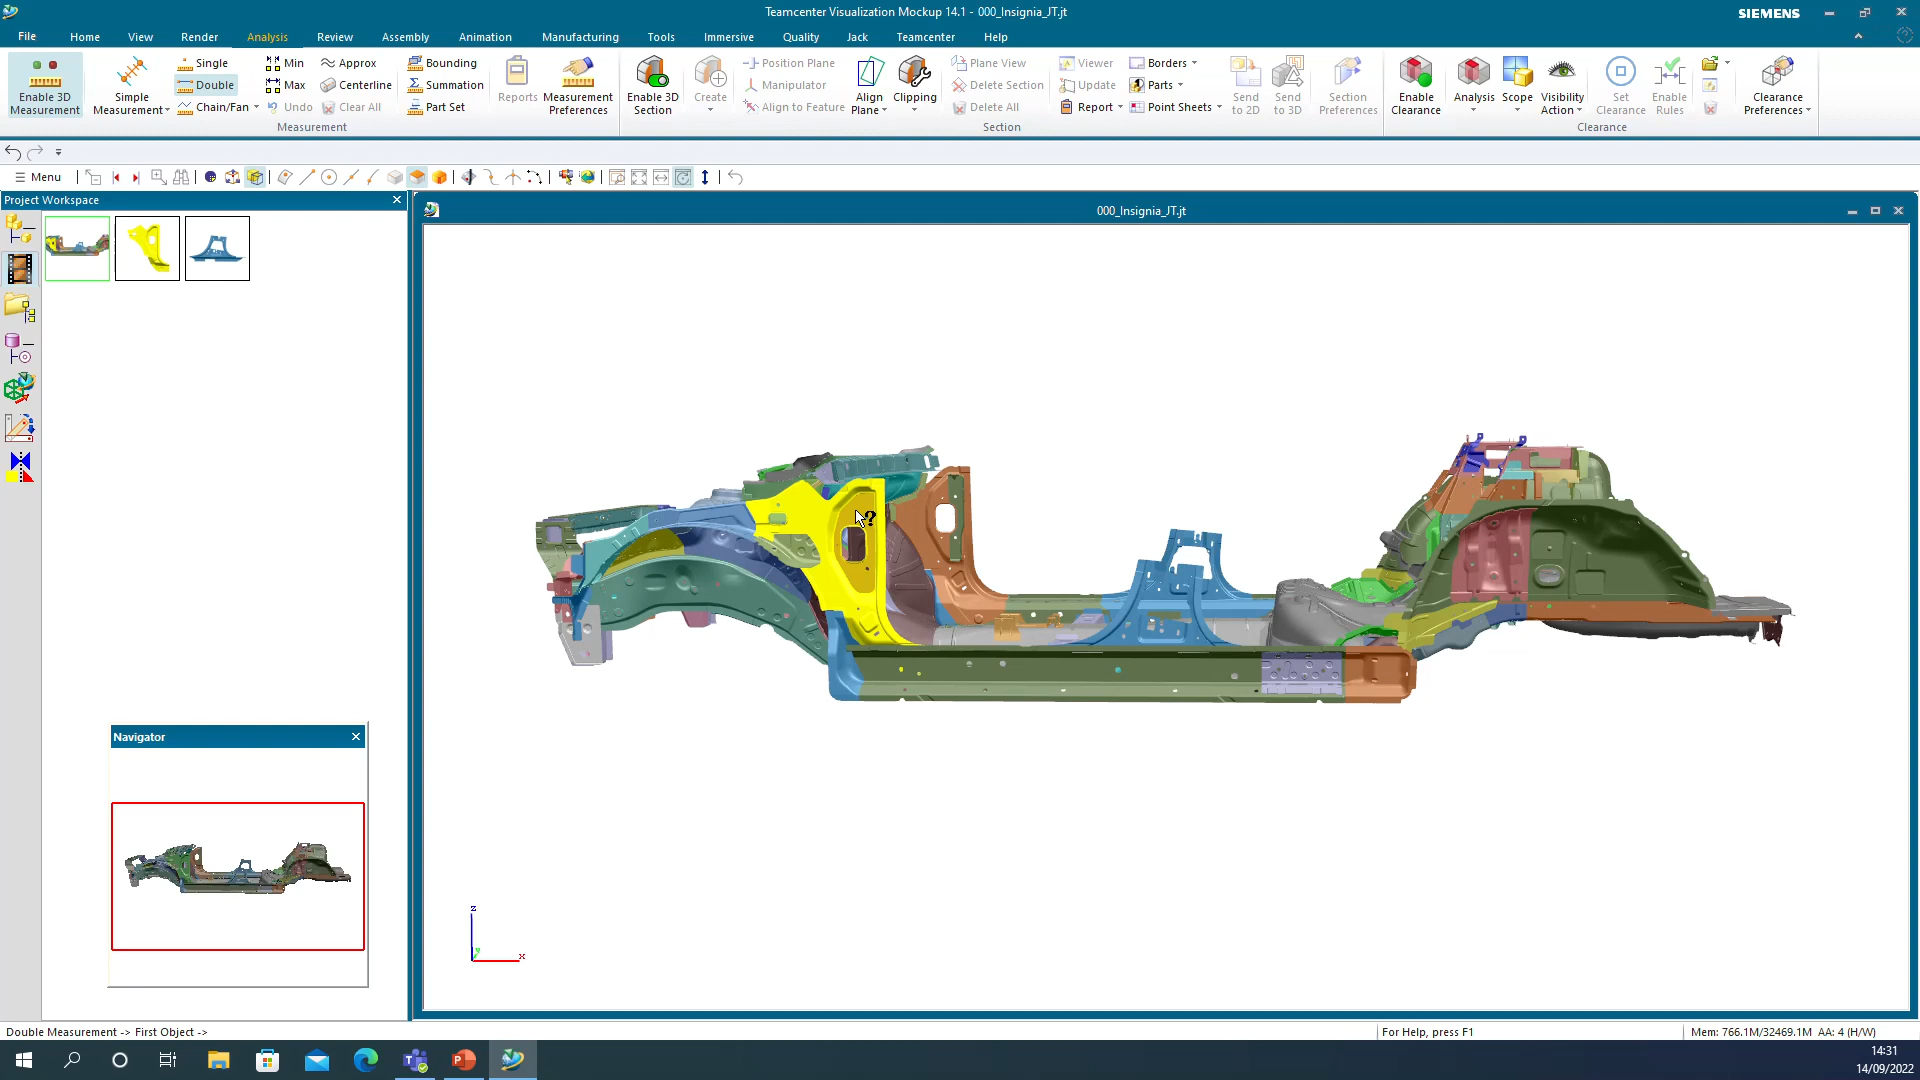 Teamcenter Visualization Mockup 14.1 - 000_Insignia_JT.jt
SIEMENS
File Home View Render Analysis Review Assembly Animation Manufacturing Tools Immersive Quality Jack Teamcenter Help
Enable 3D Measurement
Simple Measurement
Single
Double
Chain/Fan
Min
Max
Undo
Approx
Centerline
Clear All
Bounding
Summation
Part Set
Reports
Measurement Preferences
Measurement
Enable 3D Section
Create
Position Plane
Manipulator
Align to Feature
Align Plane
Clipping
Plane View
Delete Section
Delete All
Viewer
Update
Report
Borders
Parts
Point Sheets
Send to 2D
Send to 3D
Section Preferences
Section
Enable Clearance
Analysis
Scope
Visibility Action
Set Clearance
Enable Rules
Clearance Preferences
Clearance
Menu
Project Workspace
000_Insignia_JT.jt
Navigator
z
y
x
Double Measurement -> First Object ->
For Help, press F1
Mem: 766.1M/32469.1M AA: 4 (H/W)
14:31
14/09/2022